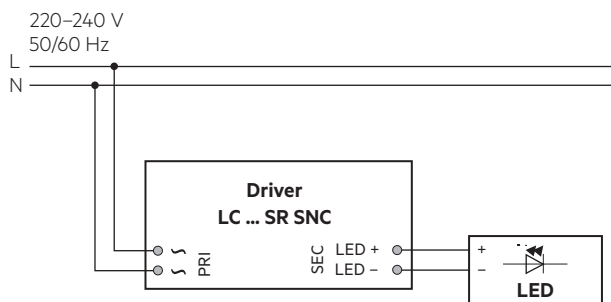 220–240 V
50/60 Hz
L
N
Driver
LC ... SR SNC
~ PRI SEC LED +
~ LED –
+
–
LED